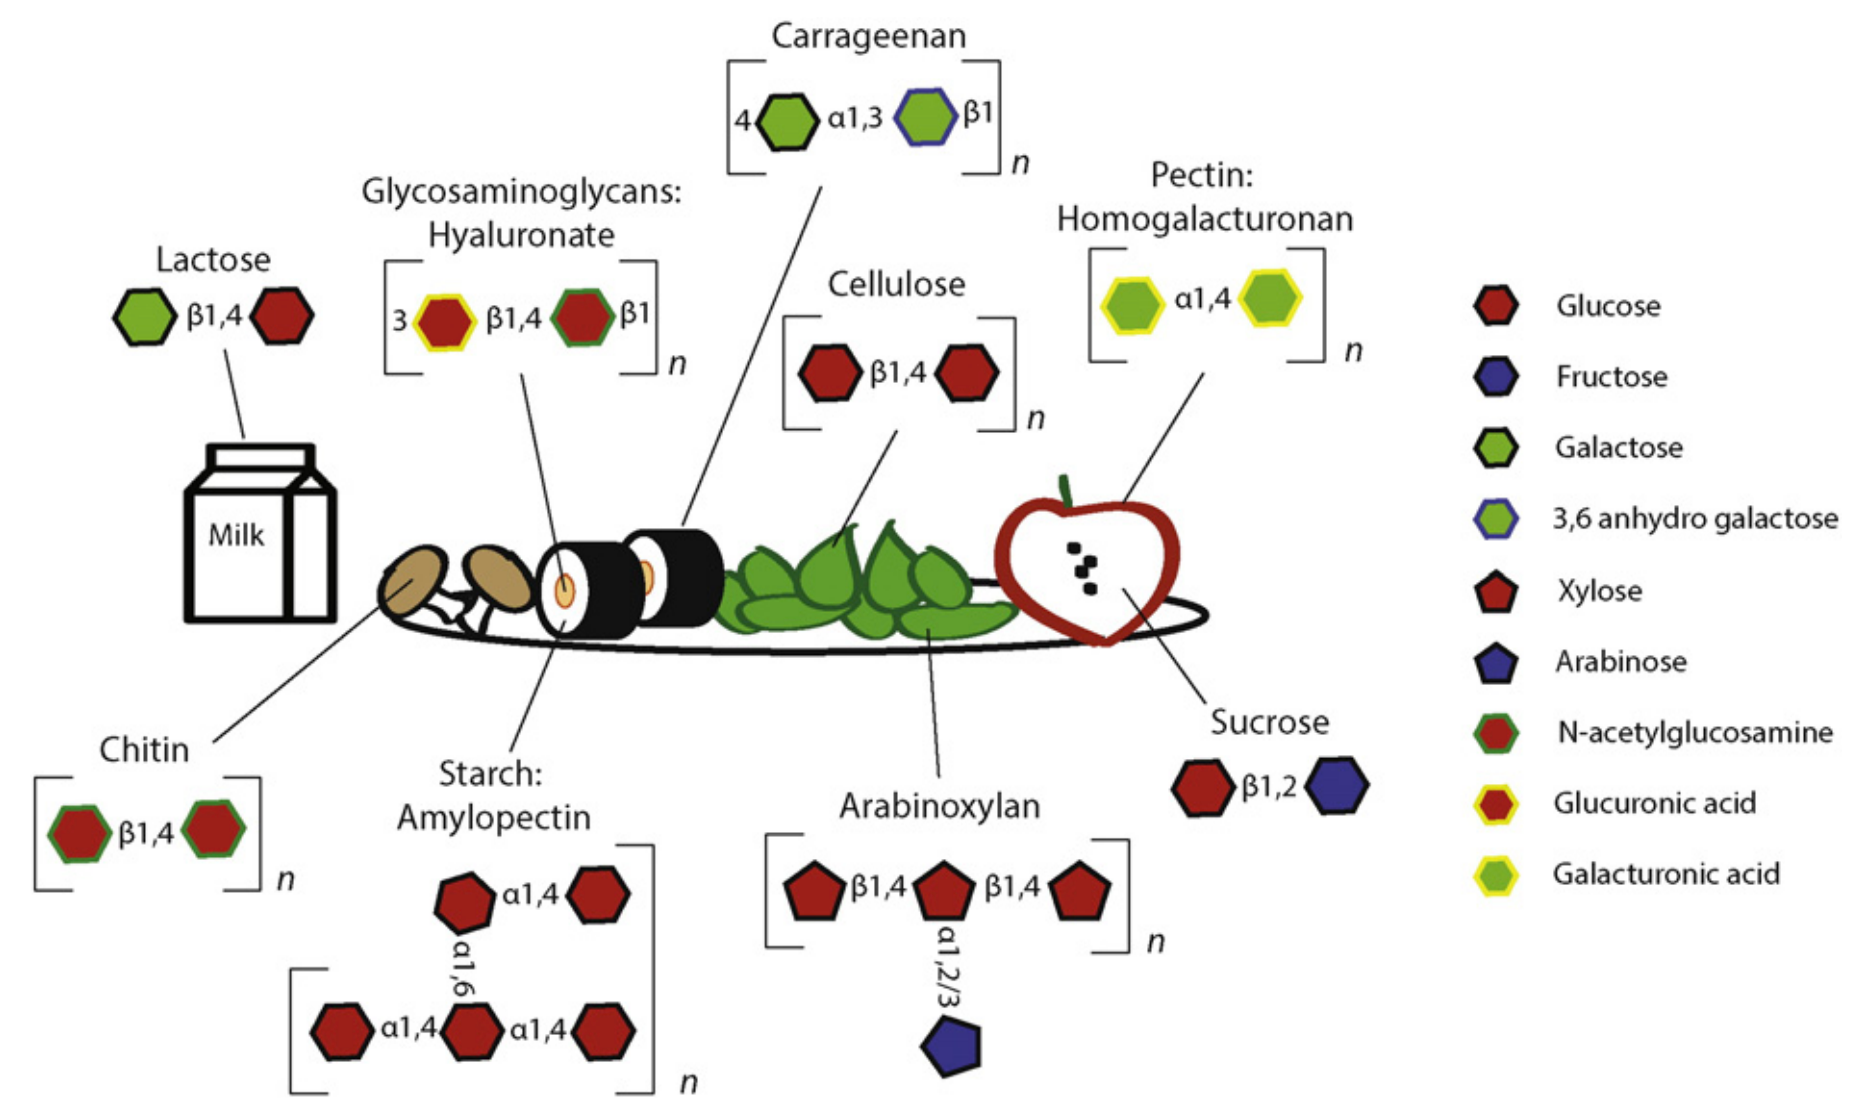 Carrageenan
4 α1,3 β1
n
Glycosaminoglycans:
Hyaluronate
3 β1,4 β1
n
Pectin:
Homogalacturonan
α1,4
n
Lactose
β1,4
Cellulose
β1,4
n
Milk
Chitin
β1,4
n
Starch:
Amylopectin
α1,4
α1,6
α1,4 α1,4
n
Arabinoxylan
β1,4 β1,4
n
α1,2/3
Sucrose
β1,2
Glucose
Fructose
Galactose
3,6 anhydro galactose
Xylose
Arabinose
N-acetylglucosamine
Glucuronic acid
Galacturonic acid